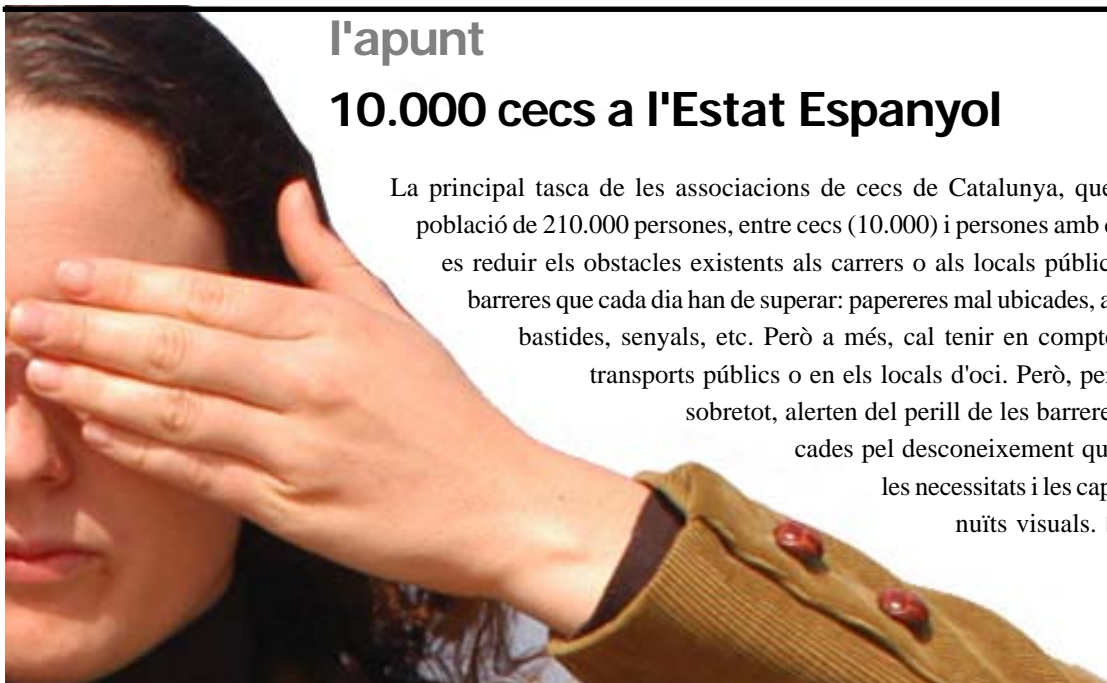 l'apunt
10.000 cecs a l'Estat Espanyol
La principal tasca de les associacions de cecs de Catalunya, que
població de 210.000 persones, entre cecs (10.000) i persones amb
es reduir els obstacles existents als carrers o als locals públic
barreres que cada dia han de superar: papereres mal ubicades,
bastides, senyals, etc. Però a més, cal tenir en compte
transports públics o en els locals d'oci. Però, per
sobretot, alerten del perill de les barrere
cades pel desconeixement qu
les necessitats i les cap
nuïts visuals.